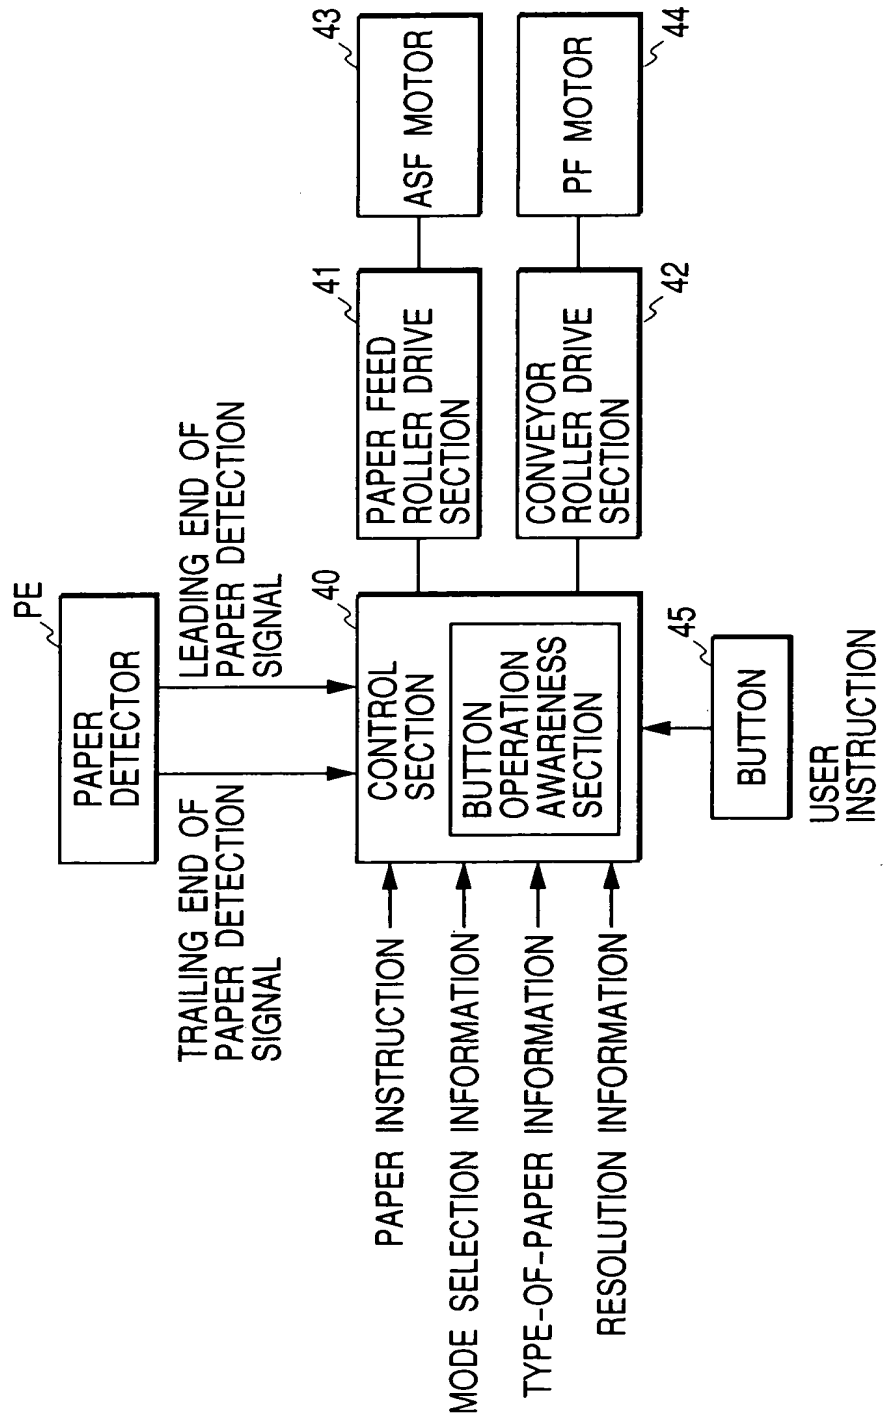 PE
PAPER
DETECTOR
TRAILING END OF
PAPER DETECTION
SIGNAL
LEADING END OF
PAPER DETECTION
SIGNAL
PAPER INSTRUCTION
MODE SELECTION INFORMATION
TYPE-OF-PAPER INFORMATION
RESOLUTION INFORMATION
40
CONTROL
SECTION
BUTTON
OPERATION
AWARENESS
SECTION
41
PAPER FEED
ROLLER DRIVE
SECTION
43
ASF MOTOR
CONVEYOR
ROLLER DRIVE
SECTION
42
PF MOTOR
44
45
BUTTON
USER
INSTRUCTION